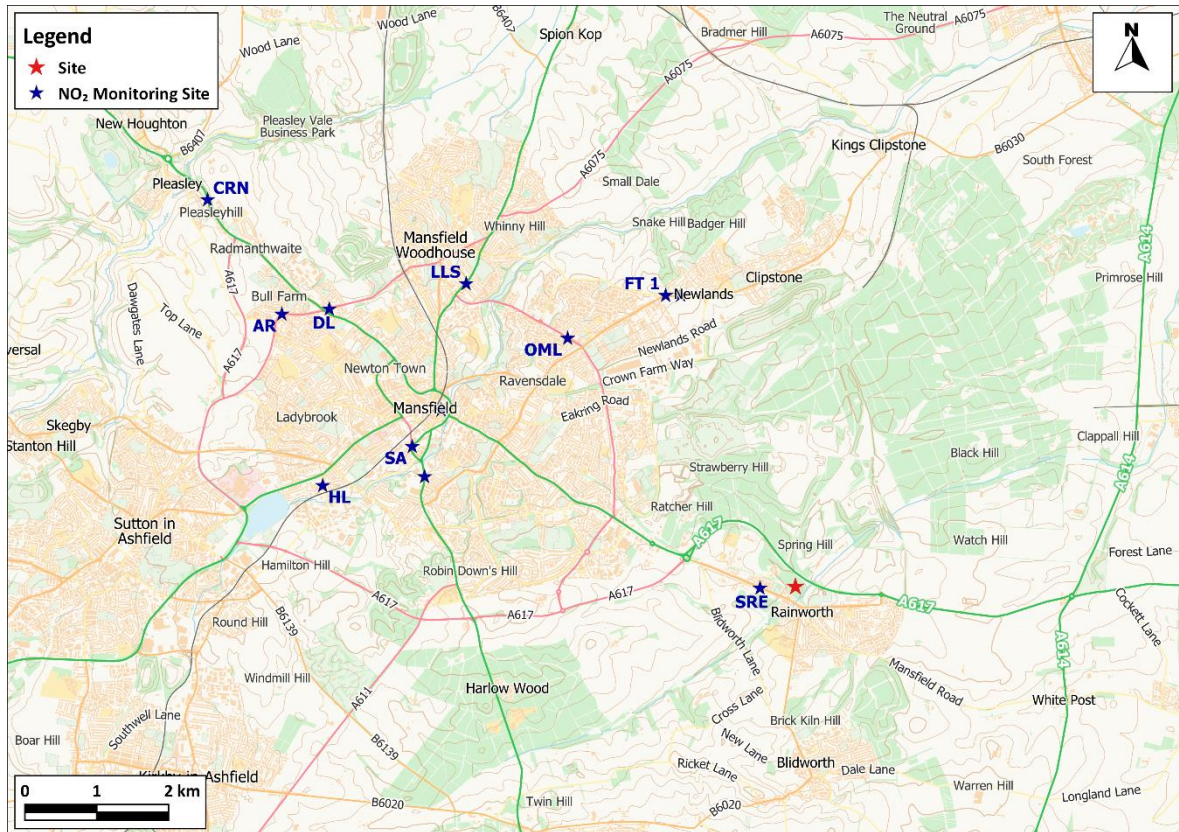 Legend
Site
NO₂ Monitoring Site
N
Wood Lane
Wood Lane
B6407
Spion Kop
A6075
Bradmer Hill
A6075
The Neutral
Ground
New Houghton
B6407
Pleasley Vale
Business Park
A6075
Kings Clipstone
B6030
South Forest
Pleasley
CRN
Pleasleyhill
Small Dale
Whinny Hill
Snake Hill
Badger Hill
Radmanthwaite
Mansfield
Woodhouse
A614
A617
LLS
Clipstone
Primrose Hill
Dawgates Lane
Top Lane
Bull Farm
AR
DL
FT 1
Newlands
versal
A617
OML
Newlands Road
Newton Town
Ravensdale
Crown Farm Way
Skegby
Stanton Hill
Ladybrook
Mansfield
Eakring Road
Clappall Hill
SA
Strawberry Hill
Black Hill
A614
HL
Ratcher Hill
Sutton in
Ashfield
A617
Spring Hill
Watch Hill
Forest Lane
Hamilton Hill
Robin Down's Hill
A617
A617
SRE
Rainworth
A617
Cockett Lane
B6139
Round Hill
Blidworth Lane
A614
Windmill Hill
A611
Harlow Wood
Mansfield Road
White Post
Southwell Lane
Cross Lane
Brick Kiln Hill
Boar Hill
B6139
New Lane
Kirkby in Ashfield
Ricket Lane
Blidworth
Dale Lane
Warren Hill
Longland Lane
B6020
Twin Hill
B6020
0 1 2 km